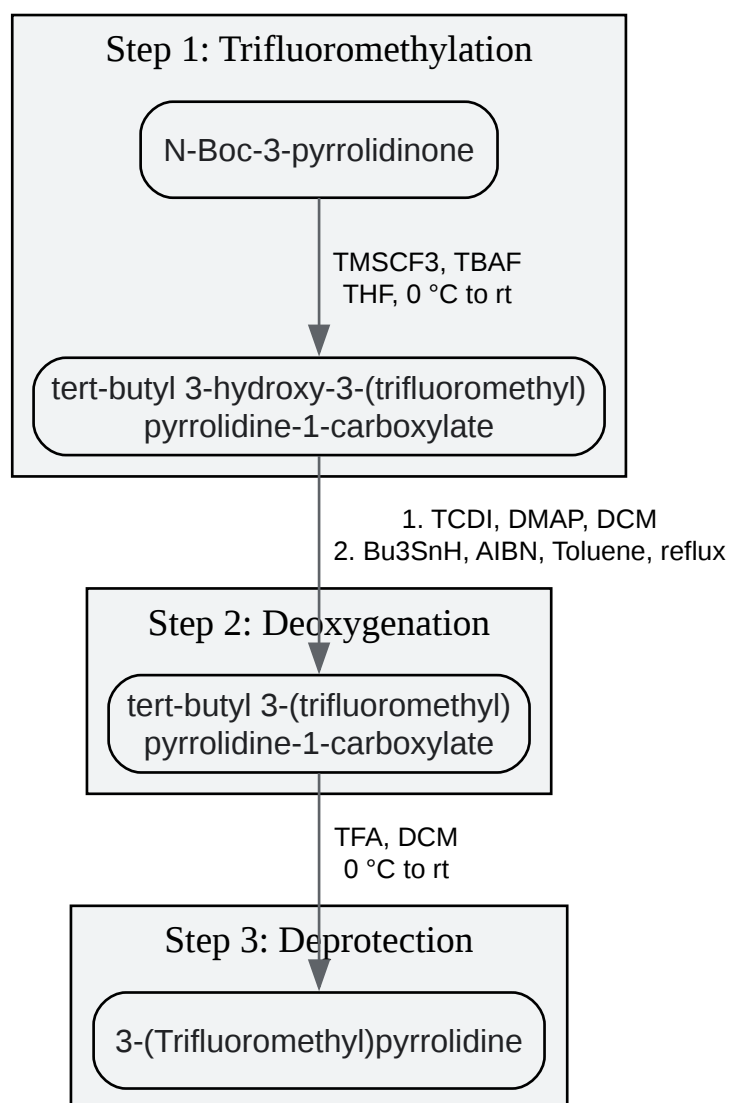 Step 1: Trifluoromethylation
N-Boc-3-pyrrolidinone
TMSCF3, TBAF
THF, 0 °C to rt
tert-butyl 3-hydroxy-3-(trifluoromethyl)
pyrrolidine-1-carboxylate
1. TCDI, DMAP, DCM
2. Bu3SnH, AIBN, Toluene, reflux
Step 2: Deoxygenation
tert-butyl 3-(trifluoromethyl)
pyrrolidine-1-carboxylate
TFA, DCM
0 °C to rt
Step 3: Deprotection
3-(Trifluoromethyl)pyrrolidine